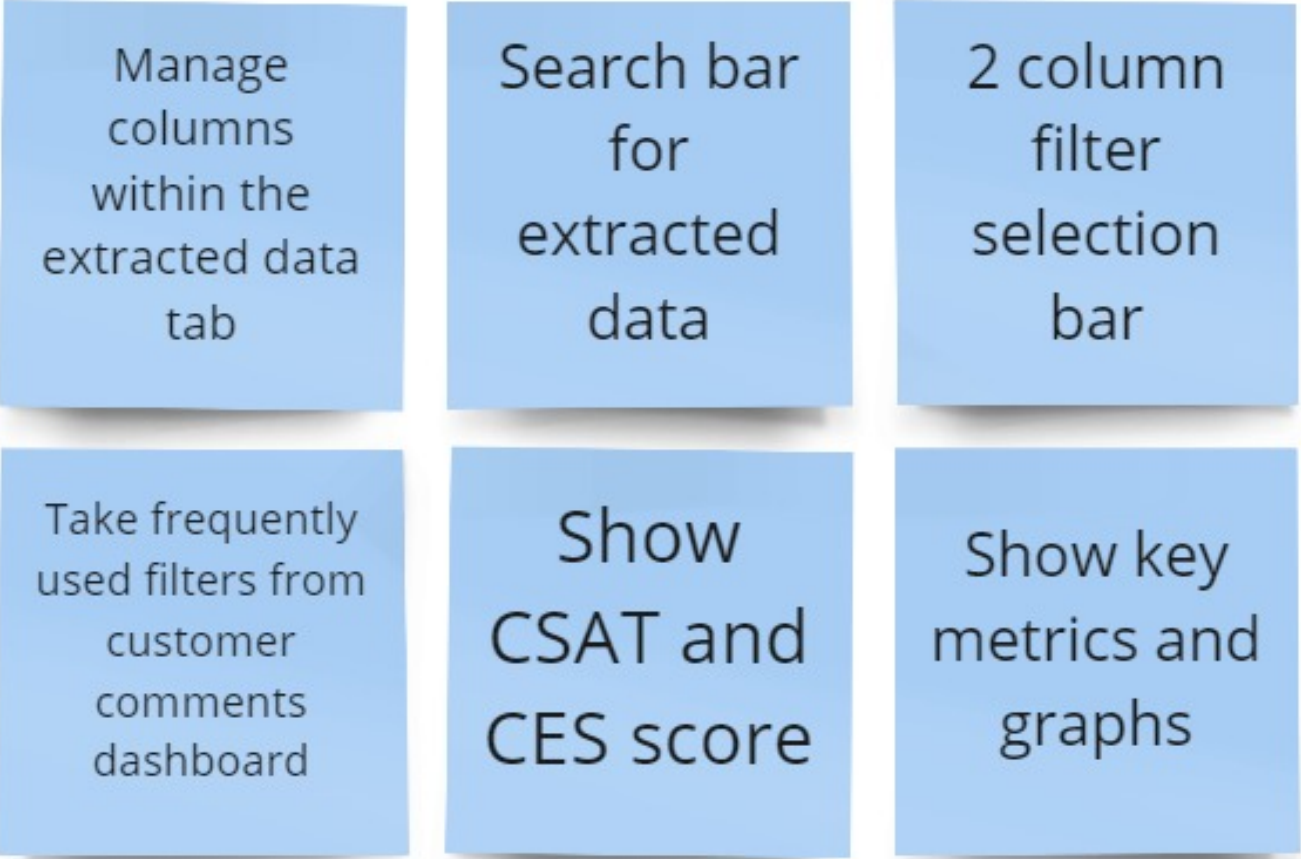 Manage
columns
within the
extracted data
tab
Search bar
for
extracted
data
2 column
filter
selection
bar
Take frequently
used filters from
customer
comments
dashboard
Show
CSAT and
CES score
Show key
metrics and
graphs